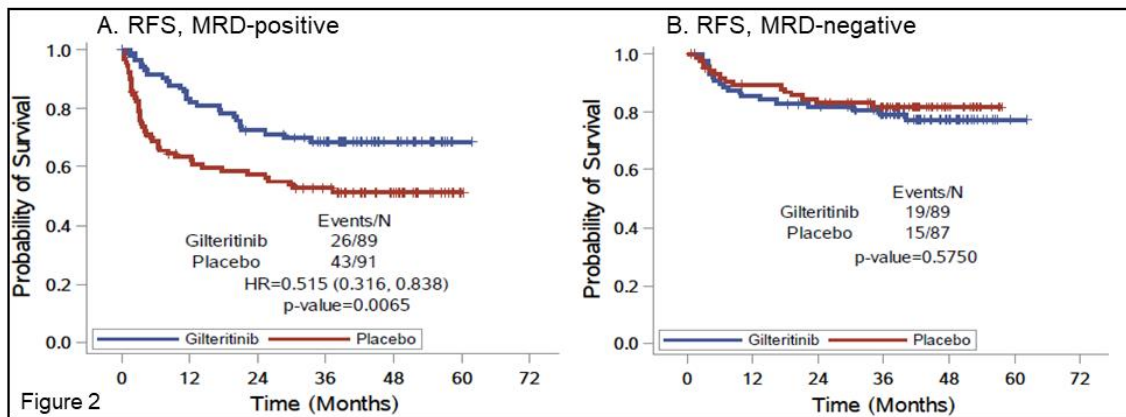 A. RFS, MRD-positive
Probability of Survival
1.0
0.8
0.6
0.4
0.2
0.0
Events/N
Gilteritinib 26/89
Placebo 43/91
HR=0.515 (0.316, 0.838)
p-value=0.0065
Gilteritinib Placebo
0 12 24 36 48 60 72
Time (Months)
Figure 2
B. RFS, MRD-negative
Probability of Survival
1.0
0.8
0.6
0.4
0.2
0.0
Events/N
Gilteritinib 19/89
Placebo 15/87
p-value=0.5750
Gilteritinib Placebo
0 12 24 36 48 60 72
Time (Months)